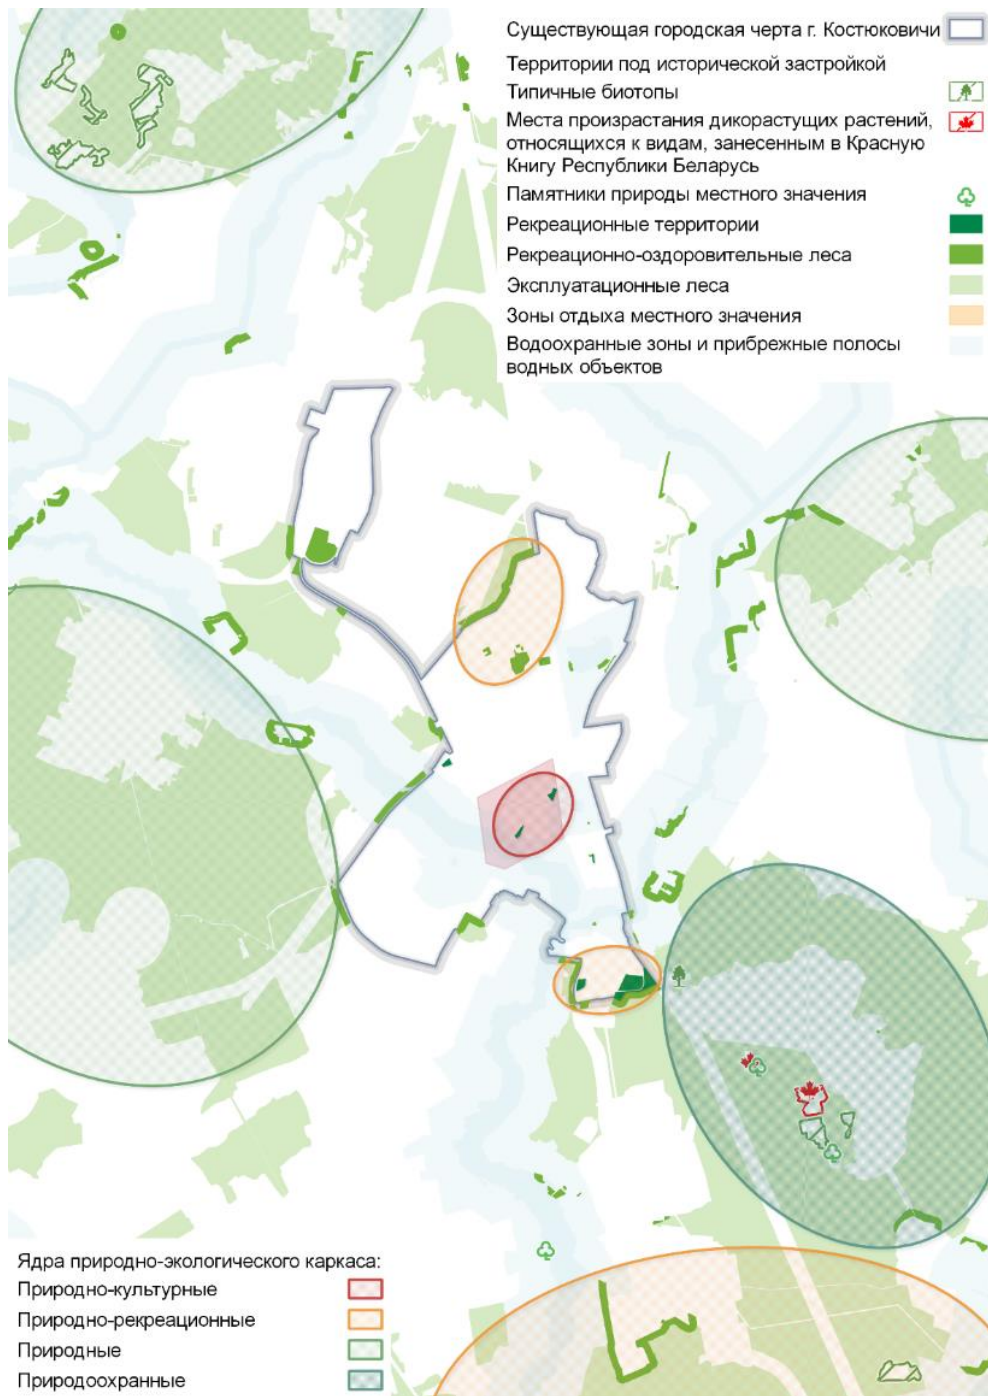 Существующая городская черта г. Костюковичи
Территории под исторической застройкой
Типичные биотопы
Места произрастания дикорастущих растений,
относящихся к видам, занесенным в Красную
Книгу Республики Беларусь
Памятники природы местного значения
Рекреационные территории
Рекреационно-оздоровительные леса
Эксплуатационные леса
Зоны отдыха местного значения
Водоохранные зоны и прибрежные полосы
водных объектов
Ядра природно-экологического каркаса:
Природно-культурные
Природно-рекреационные
Природные
Природоохранные